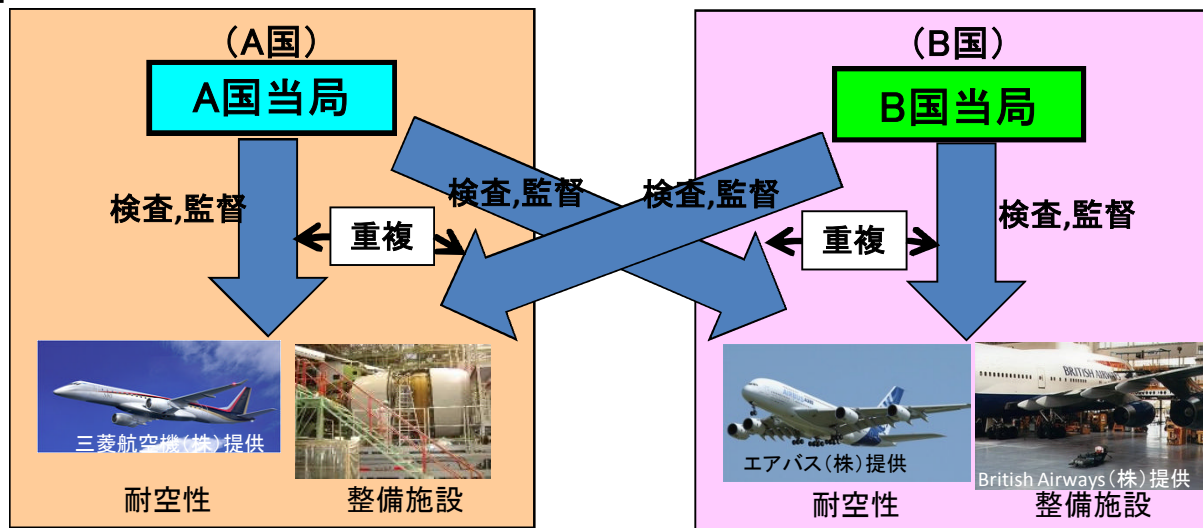 (A国)
A国当局
(B国)
B国当局
検査,監督
検査,監督
検査,監督
検査,監督
重複
重複
三菱航空機(株)提供
耐空性
整備施設
AIRBUS
エアバス(株)提供
BRITISH AIRWAYS
British Airways(株)提供
耐空性
整備施設